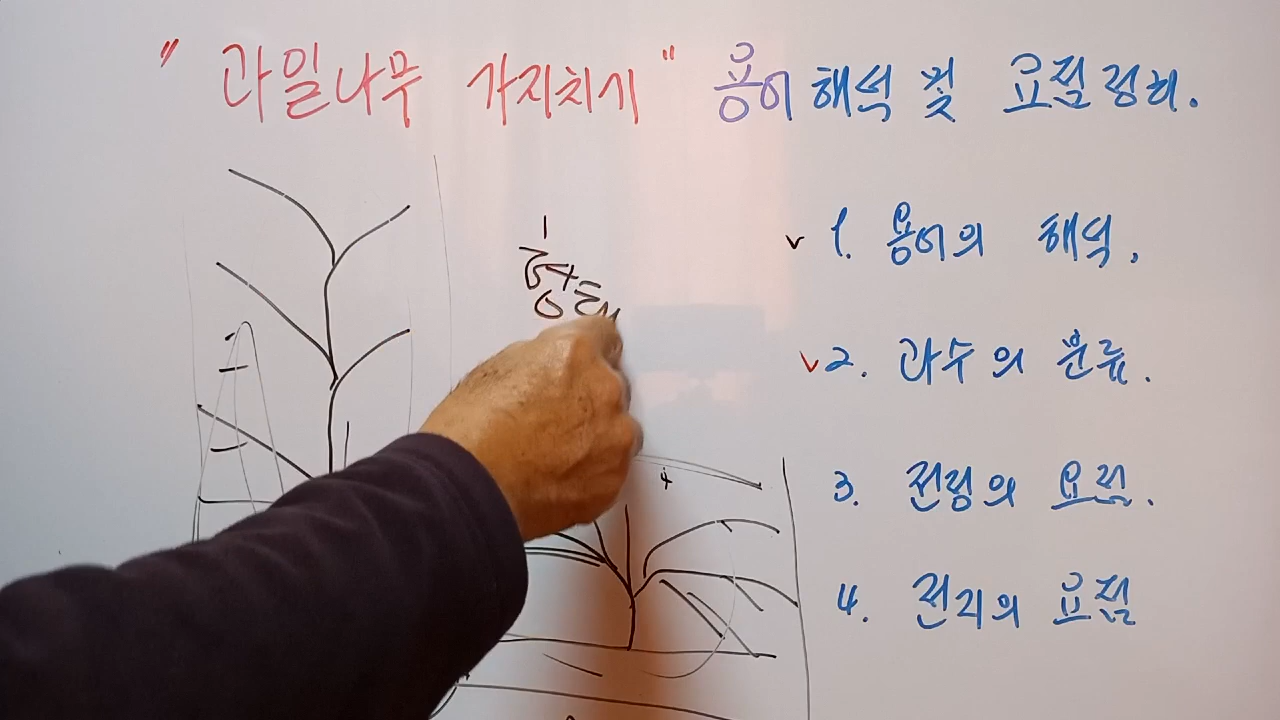 "과일나무 가지치기" 용어해석 및 요점정리.
1
✓ 1. 용어의 해석.
✓ 2. 과수의 분류.
3. 전정의 요점.
4
4. 전지의 요점